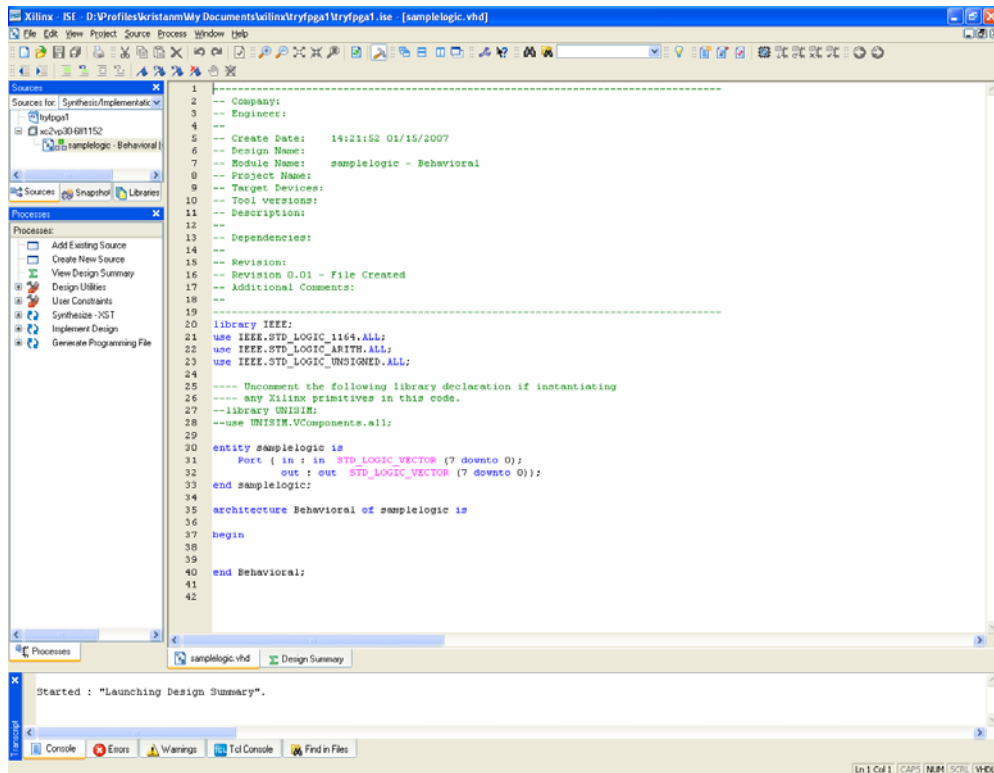 Xilinx - ISE - D:\Profiles\kristanm\My Documents\xilinx\tryfpga1\tryfpga1.ise - [samplelogic.vhd]
File Edit View Project Source Process Window Help
Sources
Sources for: Synthesis/Implementatic
tryfpga1
xc2vp30-6ff1152
samplelogic - Behavioral
Sources Snapshot Libraries
Processes
Processes:
Add Existing Source
Create New Source
View Design Summary
Design Utilities
User Constraints
Synthesize - XST
Implement Design
Generate Programming File
Processes
1 --------------------------------------------------------------------------------
2 -- Company:
3 -- Engineer:
4 --
5 -- Create Date: 14:21:52 01/15/2007
6 -- Design Name:
7 -- Module Name: samplelogic - Behavioral
8 -- Project Name:
9 -- Target Devices:
10 -- Tool versions:
11 -- Description:
12 --
13 -- Dependencies:
14 --
15 -- Revision:
16 -- Revision 0.01 - File Created
17 -- Additional Comments:
18 --
19 --------------------------------------------------------------------------------
20 library IEEE;
21 use IEEE.STD_LOGIC_1164.ALL;
22 use IEEE.STD_LOGIC_ARITH.ALL;
23 use IEEE.STD_LOGIC_UNSIGNED.ALL;
24
25 ---- Uncomment the following library declaration if instantiating
26 ---- any Xilinx primitives in this code.
27 --library UNISIM;
28 --use UNISIM.VComponents.all;
29
30 entity samplelogic is
31 Port ( in : in STD_LOGIC_VECTOR (7 downto 0);
32 out : out STD_LOGIC_VECTOR (7 downto 0));
33 end samplelogic;
34
35 architecture Behavioral of samplelogic is
36
37 begin
38
39
40 end Behavioral;
41
42
samplelogic.vhd Design Summary
Started : "Launching Design Summary".
Transcript
Console Errors Warnings Tcl Console Find in Files
Ln 1 Col 1 CAPS NUM SCRL VHDL